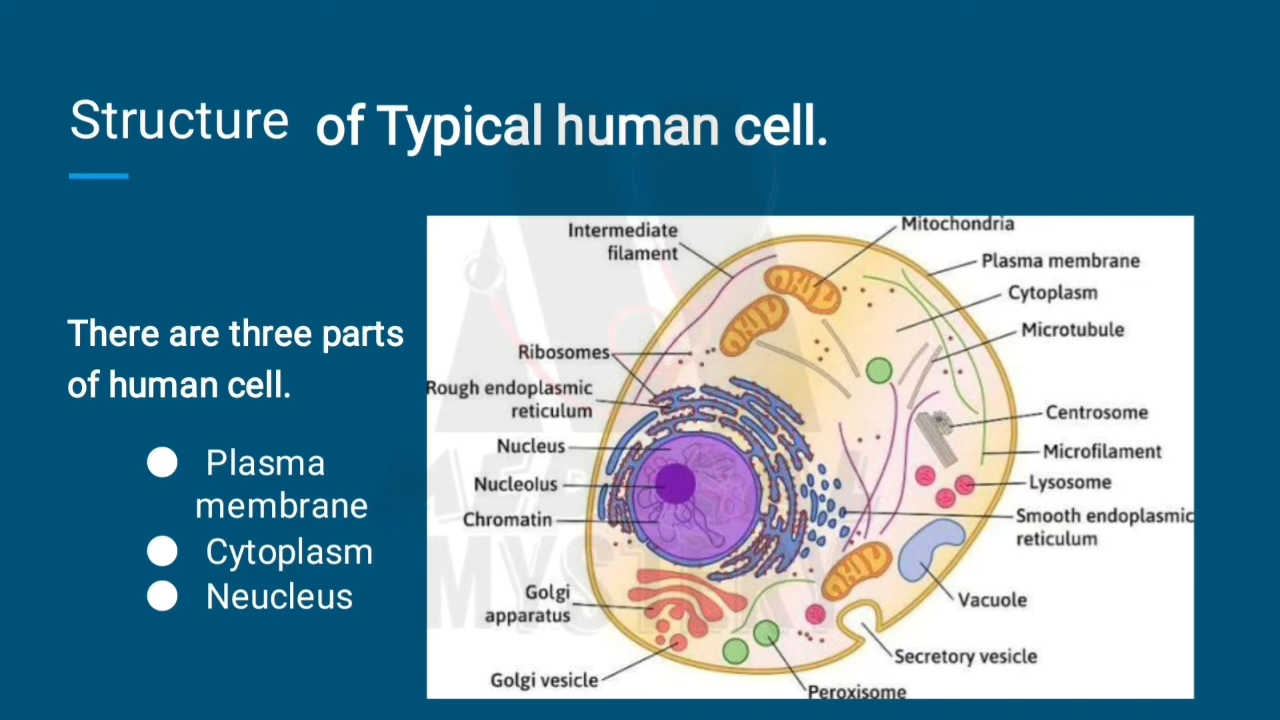 Structure of Typical human cell.
There are three parts
of human cell.
Plasma
membrane
Cytoplasm
Neucleus
Intermediate
filament
Ribosomes
Rough endoplasmic
reticulum
Nucleus
Nucleolus
Chromatin
Golgi
apparatus
Golgi vesicle
Mitochondria
Plasma membrane
Cytoplasm
Microtubule
Centrosome
Microfilament
Lysosome
Smooth endoplasmic
reticulum
Vacuole
Secretory vesicle
Peroxisome